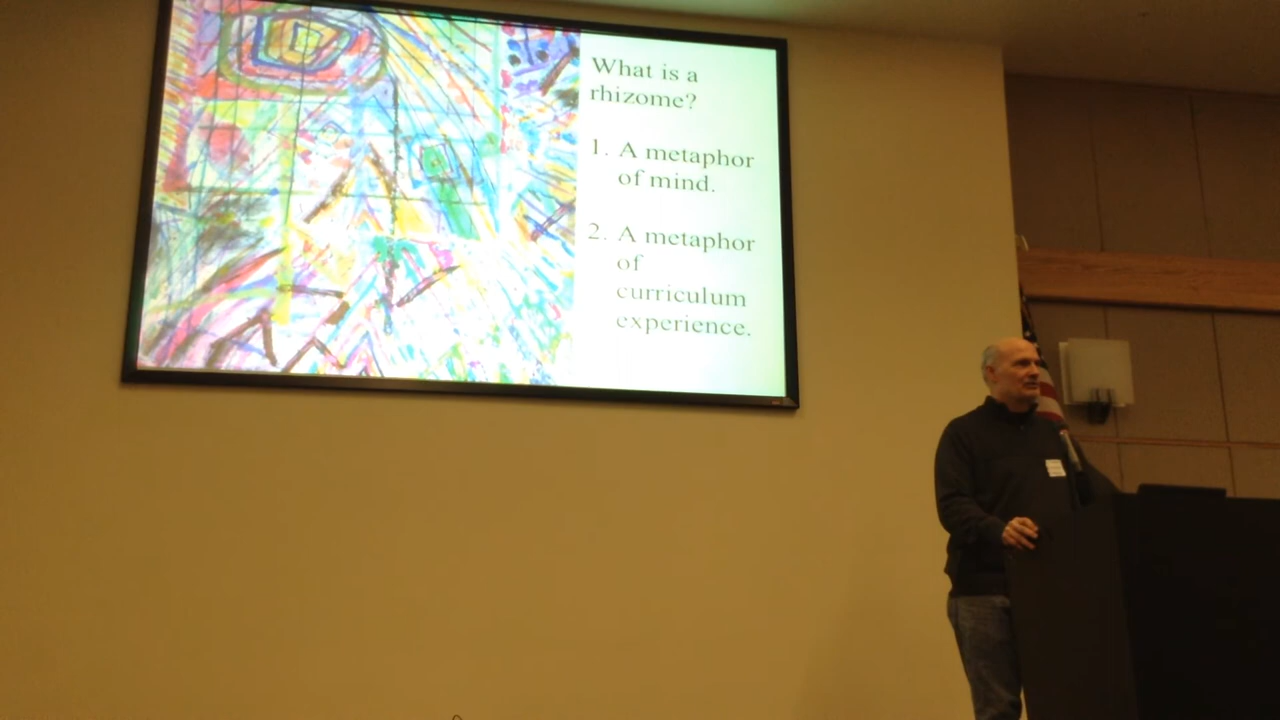 What is a
rhizome?
1. A metaphor
of mind.
2. A metaphor
of
curriculum
experience.